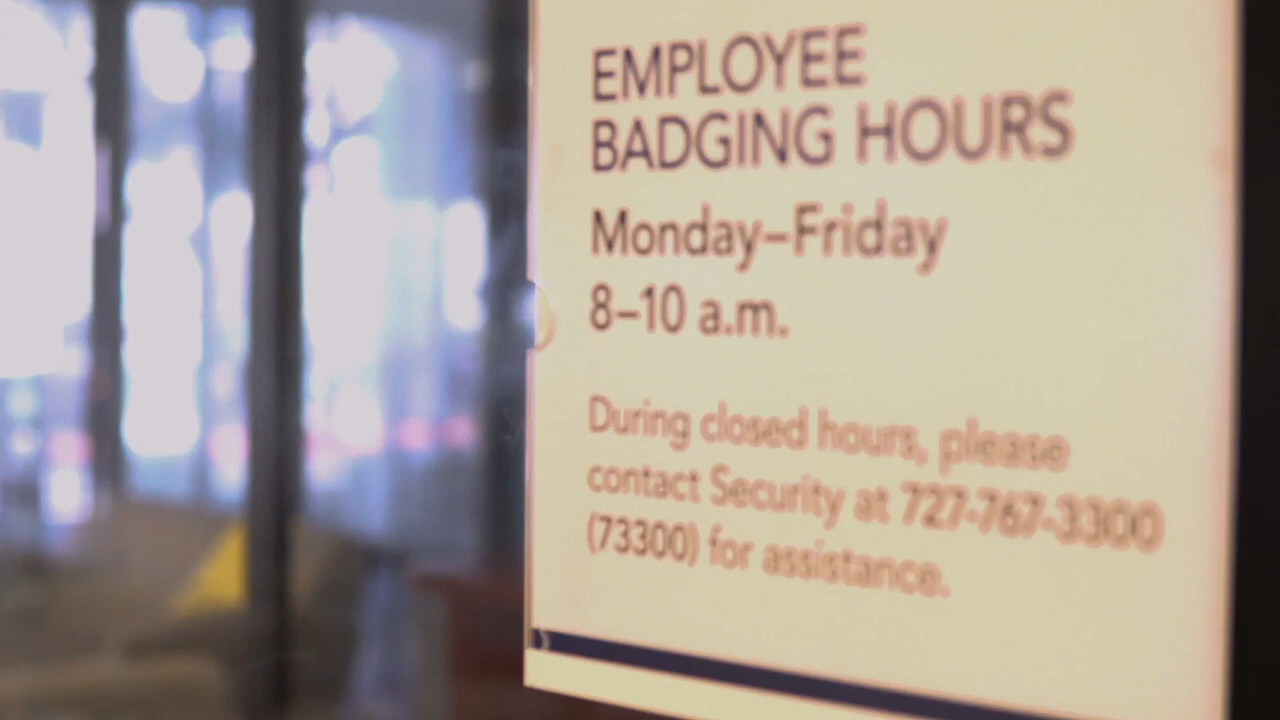 EMPLOYEE
BADGING HOURS
Monday–Friday
8–10 a.m.
During closed hours, please
contact Security at 727-767-3300
(73300) for assistance.